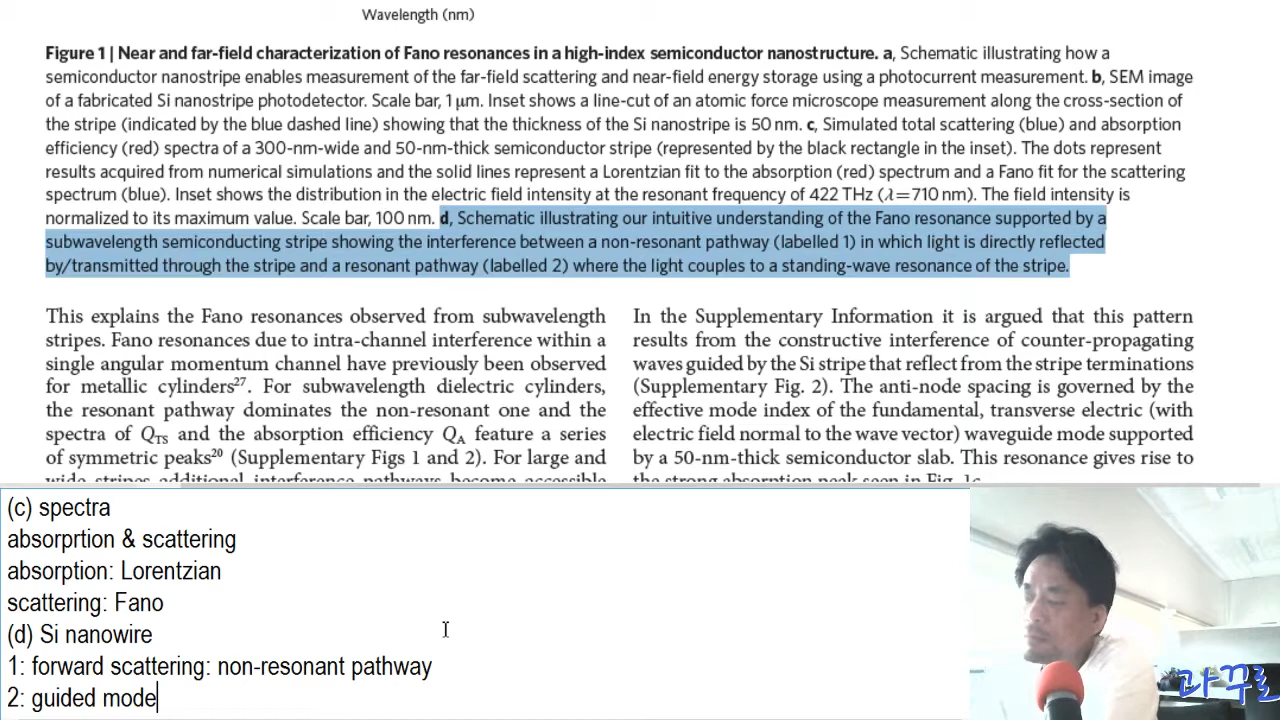 Wavelength (nm)
Figure 1 | Near and far-field characterization of Fano resonances in a high-index semiconductor nanostructure. a, Schematic illustrating how a
semiconductor nanostripe enables measurement of the far-field scattering and near-field energy storage using a photocurrent measurement. b, SEM image
of a fabricated Si nanostripe photodetector. Scale bar, 1 μm. Inset shows a line-cut of an atomic force microscope measurement along the cross-section of
the stripe (indicated by the blue dashed line) showing that the thickness of the Si nanostripe is 50 nm. c, Simulated total scattering (blue) and absorption
efficiency (red) spectra of a 300-nm-wide and 50-nm-thick semiconductor stripe (represented by the black rectangle in the inset). The dots represent
results acquired from numerical simulations and the solid lines represent a Lorentzian fit to the absorption (red) spectrum and a Fano fit for the scattering
spectrum (blue). Inset shows the distribution in the electric field intensity at the resonant frequency of 422 THz (λ=710 nm). The field intensity is
normalized to its maximum value. Scale bar, 100 nm. d, Schematic illustrating our intuitive understanding of the Fano resonance supported by a
subwavelength semiconducting stripe showing the interference between a non-resonant pathway (labelled 1) in which light is directly reflected
by/transmitted through the stripe and a resonant pathway (labelled 2) where the light couples to a standing-wave resonance of the stripe.
This explains the Fano resonances observed from subwavelength
stripes. Fano resonances due to intra-channel interference within a
single angular momentum channel have previously been observed
for metallic cylinders27. For subwavelength dielectric cylinders,
the resonant pathway dominates the non-resonant one and the
spectra of QTS and the absorption efficiency QA feature a series
of symmetric peaks20 (Supplementary Figs 1 and 2). For large and
wide stripes additional interference pathways become accessible
In the Supplementary Information it is argued that this pattern
results from the constructive interference of counter-propagating
waves guided by the Si stripe that reflect from the stripe terminations
(Supplementary Fig. 2). The anti-node spacing is governed by the
effective mode index of the fundamental, transverse electric (with
electric field normal to the wave vector) waveguide mode supported
by a 50-nm-thick semiconductor slab. This resonance gives rise to
the strong absorption peak seen in Fig. 1c
(c) spectra
absorprtion & scattering
absorption: Lorentzian
scattering: Fano
(d) Si nanowire
1: forward scattering: non-resonant pathway
2: guided mode
과꾸로